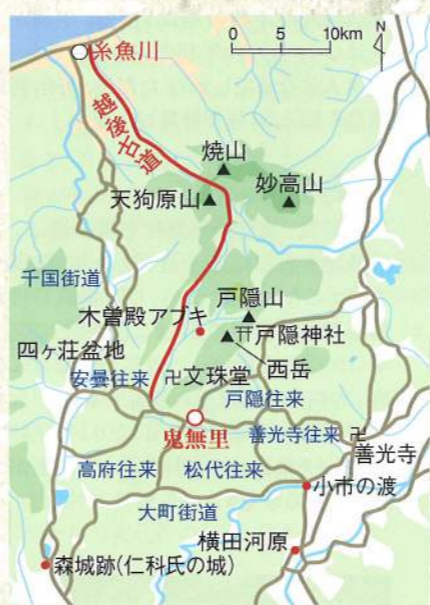 0 5 10km N
糸魚川
越後古道
焼山
妙高山
天狗原山
千国街道
戸隠山
木曽殿アブキ
戸隠神社
四ヶ荘盆地
西岳
安曇往来
卍文珠堂
戸隠往来
鬼無里
善光寺往来
卍
善光寺
高府往来
松代往来
小市の渡
大町街道
横田河原
森城跡(仁科氏の城)